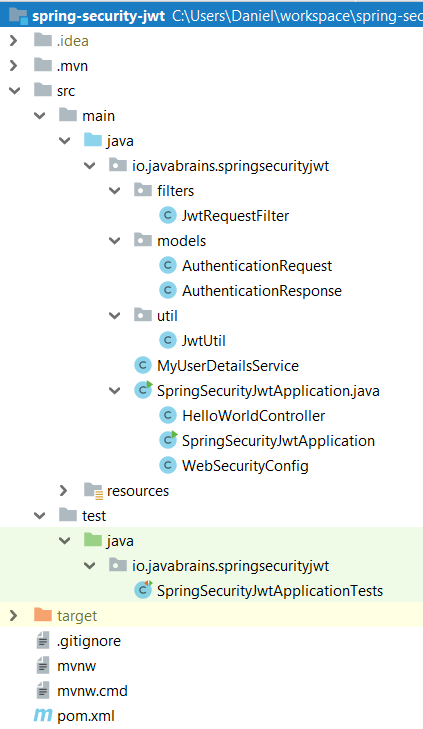 spring-security-jwt C:\Users\Daniel\workspace\spring-sec
.idea
.mvn
src
main
java
io.javabrains.springsecurityjwt
filters
JwtRequestFilter
models
AuthenticationRequest
AuthenticationResponse
util
JwtUtil
MyUserDetailsService
SpringSecurityJwtApplication.java
HelloWorldController
SpringSecurityJwtApplication
WebSecurityConfig
resources
test
java
io.javabrains.springsecurityjwt
SpringSecurityJwtApplicationTests
target
.gitignore
mvnw
mvnw.cmd
pom.xml